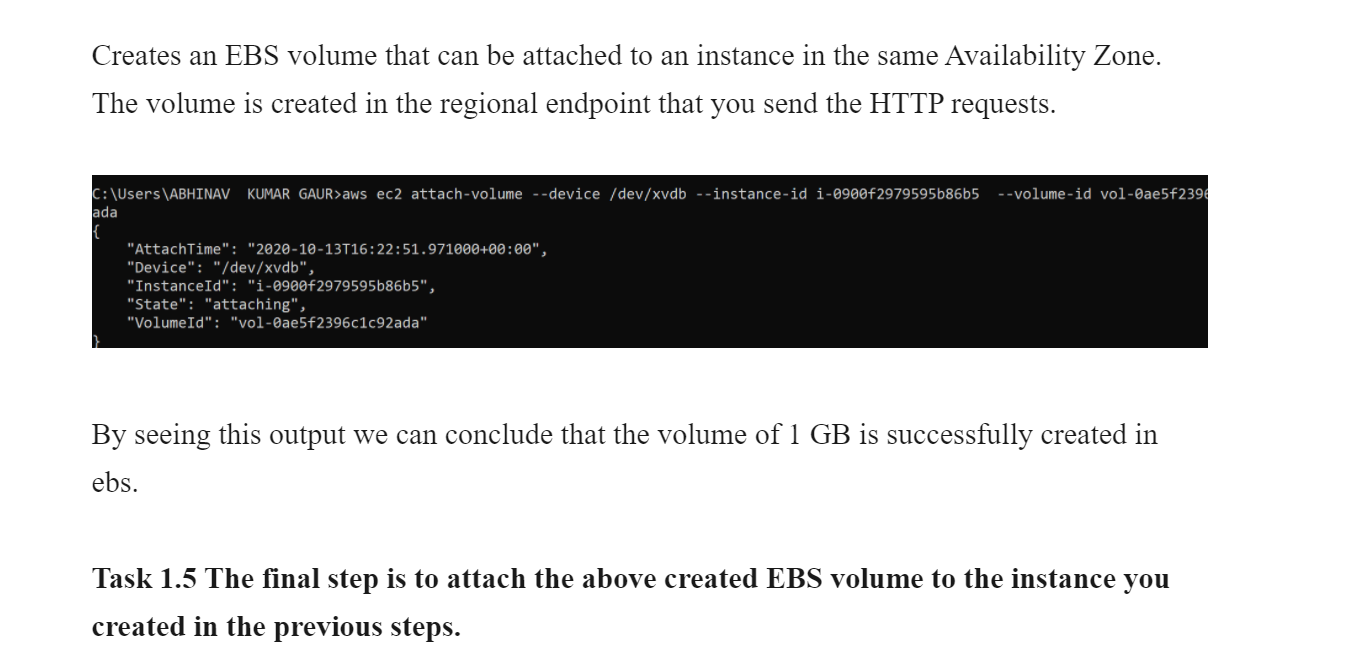 Creates an EBS volume that can be attached to an instance in the same Availability Zone.
The volume is created in the regional endpoint that you send the HTTP requests.
C:\Users\ABHINAV  KUMAR GAUR>aws ec2 attach-volume --device /dev/xvdb --instance-id i-0900f2979595b86b5  --volume-id vol-0ae5f2396
ada
{
    "AttachTime": "2020-10-13T16:22:51.971000+00:00",
    "Device": "/dev/xvdb",
    "InstanceId": "i-0900f2979595b86b5",
    "State": "attaching",
    "VolumeId": "vol-0ae5f2396c1c92ada"
}
By seeing this output we can conclude that the volume of 1 GB is successfully created in
ebs.
Task 1.5 The final step is to attach the above created EBS volume to the instance you
created in the previous steps.